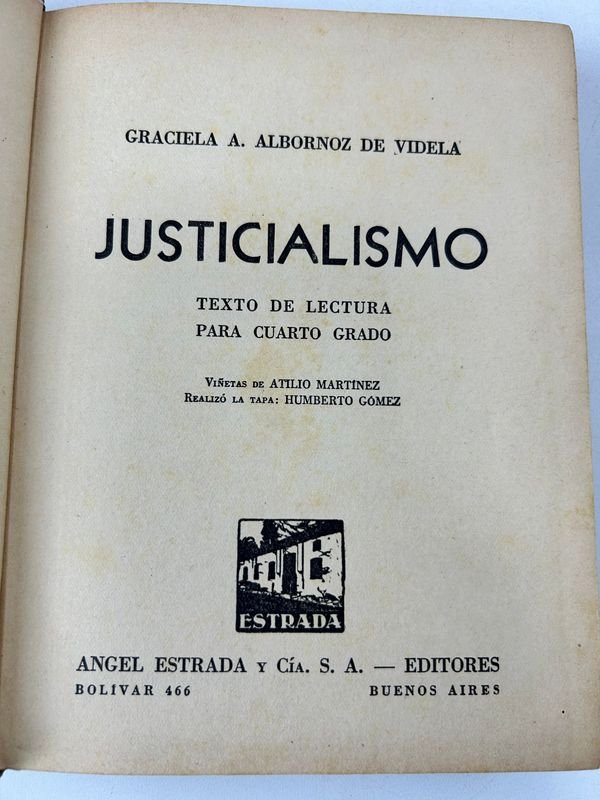 GRACIELA A. ALBORNOZ DE VIDELA
JUSTICIALISMO
TEXTO DE LECTURA
PARA CUARTO GRADO
VIÑETAS DE ATILIO MARTÍNEZ
REALIZÓ LA TAPA: HUMBERTO GÓMEZ
ESTRADA
ANGEL ESTRADA Y CÍA. S. A. — EDITORES
BOLÍVAR 466 BUENOS AIRES